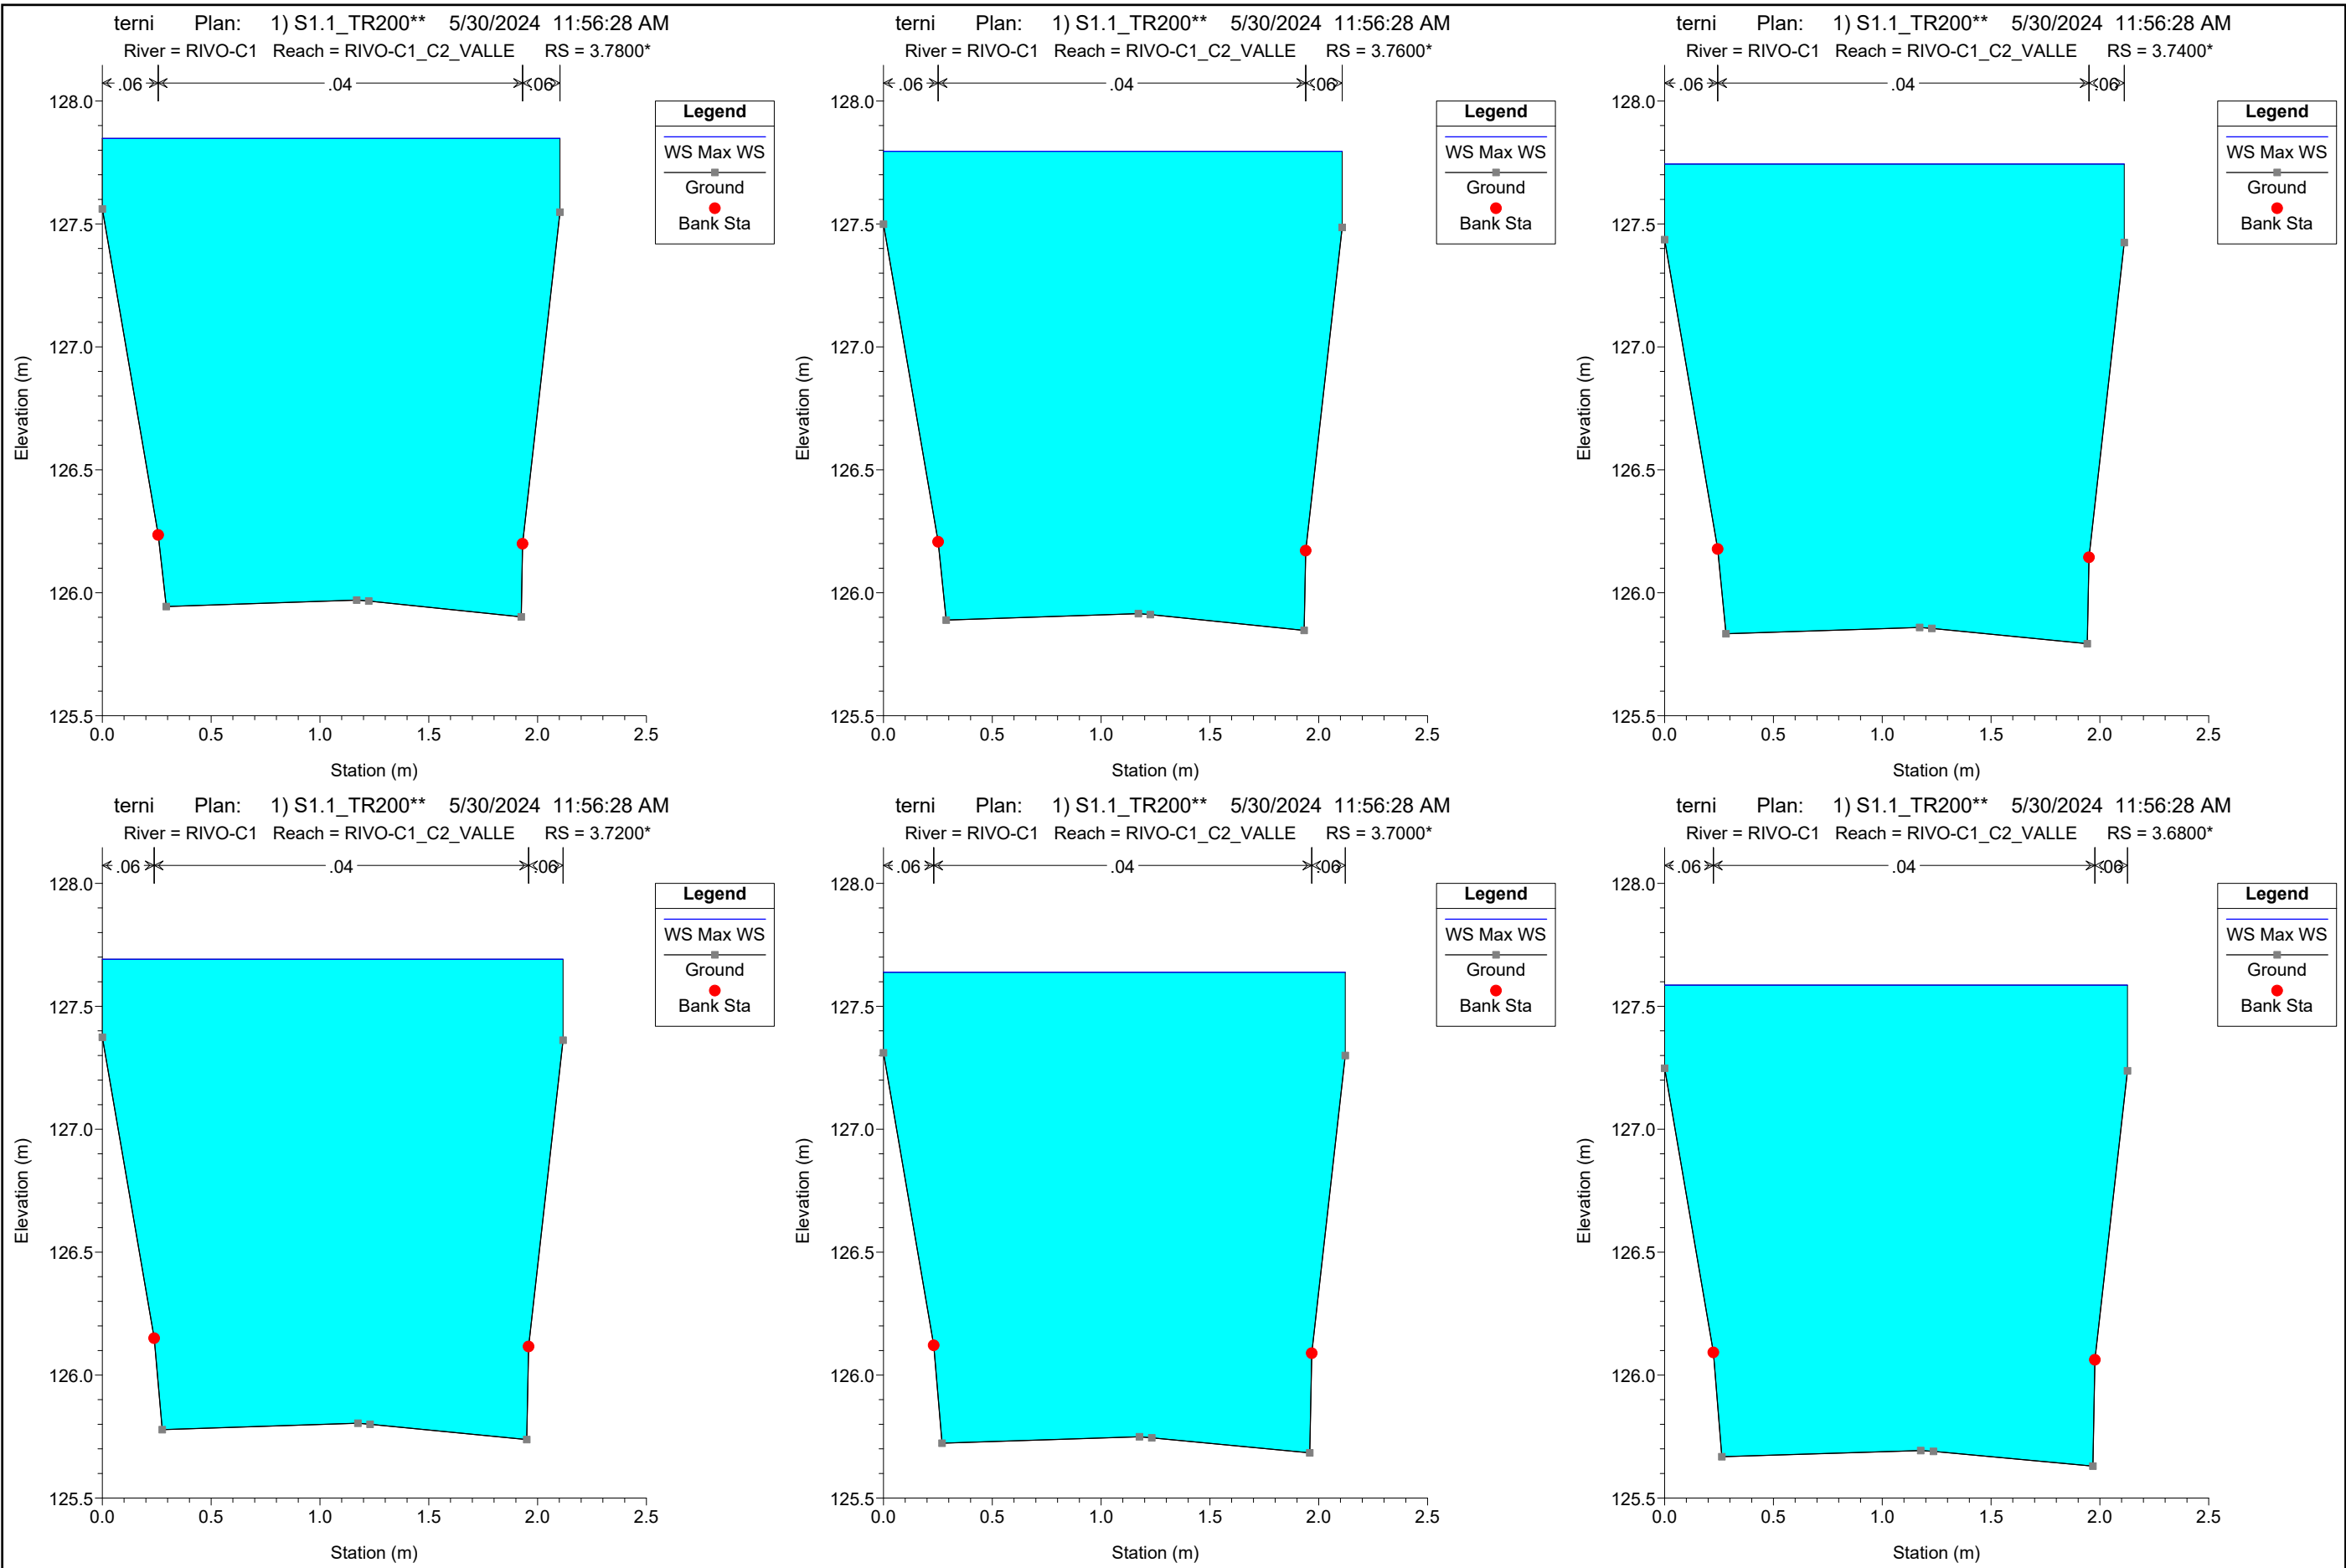 terni Plan: 1) S1.1_TR200** 5/30/2024 11:56:28 AM
River = RIVO-C1 Reach = RIVO-C1_C2_VALLE RS = 3.7800*
.06 .04 .06
Legend
WS Max WS
Ground
Bank Sta
128.0
127.5
127.0
126.5
126.0
125.5
Elevation (m)
0.0 0.5 1.0 1.5 2.0 2.5
Station (m)
terni Plan: 1) S1.1_TR200** 5/30/2024 11:56:28 AM
River = RIVO-C1 Reach = RIVO-C1_C2_VALLE RS = 3.7600*
.06 .04 .06
Legend
WS Max WS
Ground
Bank Sta
128.0
127.5
127.0
126.5
126.0
125.5
Elevation (m)
0.0 0.5 1.0 1.5 2.0 2.5
Station (m)
terni Plan: 1) S1.1_TR200** 5/30/2024 11:56:28 AM
River = RIVO-C1 Reach = RIVO-C1_C2_VALLE RS = 3.7400*
.06 .04 .06
Legend
WS Max WS
Ground
Bank Sta
128.0
127.5
127.0
126.5
126.0
125.5
Elevation (m)
0.0 0.5 1.0 1.5 2.0 2.5
Station (m)
terni Plan: 1) S1.1_TR200** 5/30/2024 11:56:28 AM
River = RIVO-C1 Reach = RIVO-C1_C2_VALLE RS = 3.7200*
.06 .04 .06
Legend
WS Max WS
Ground
Bank Sta
128.0
127.5
127.0
126.5
126.0
125.5
Elevation (m)
0.0 0.5 1.0 1.5 2.0 2.5
Station (m)
terni Plan: 1) S1.1_TR200** 5/30/2024 11:56:28 AM
River = RIVO-C1 Reach = RIVO-C1_C2_VALLE RS = 3.7000*
.06 .04 .06
Legend
WS Max WS
Ground
Bank Sta
128.0
127.5
127.0
126.5
126.0
125.5
Elevation (m)
0.0 0.5 1.0 1.5 2.0 2.5
Station (m)
terni Plan: 1) S1.1_TR200** 5/30/2024 11:56:28 AM
River = RIVO-C1 Reach = RIVO-C1_C2_VALLE RS = 3.6800*
.06 .04 .06
Legend
WS Max WS
Ground
Bank Sta
128.0
127.5
127.0
126.5
126.0
125.5
Elevation (m)
0.0 0.5 1.0 1.5 2.0 2.5
Station (m)